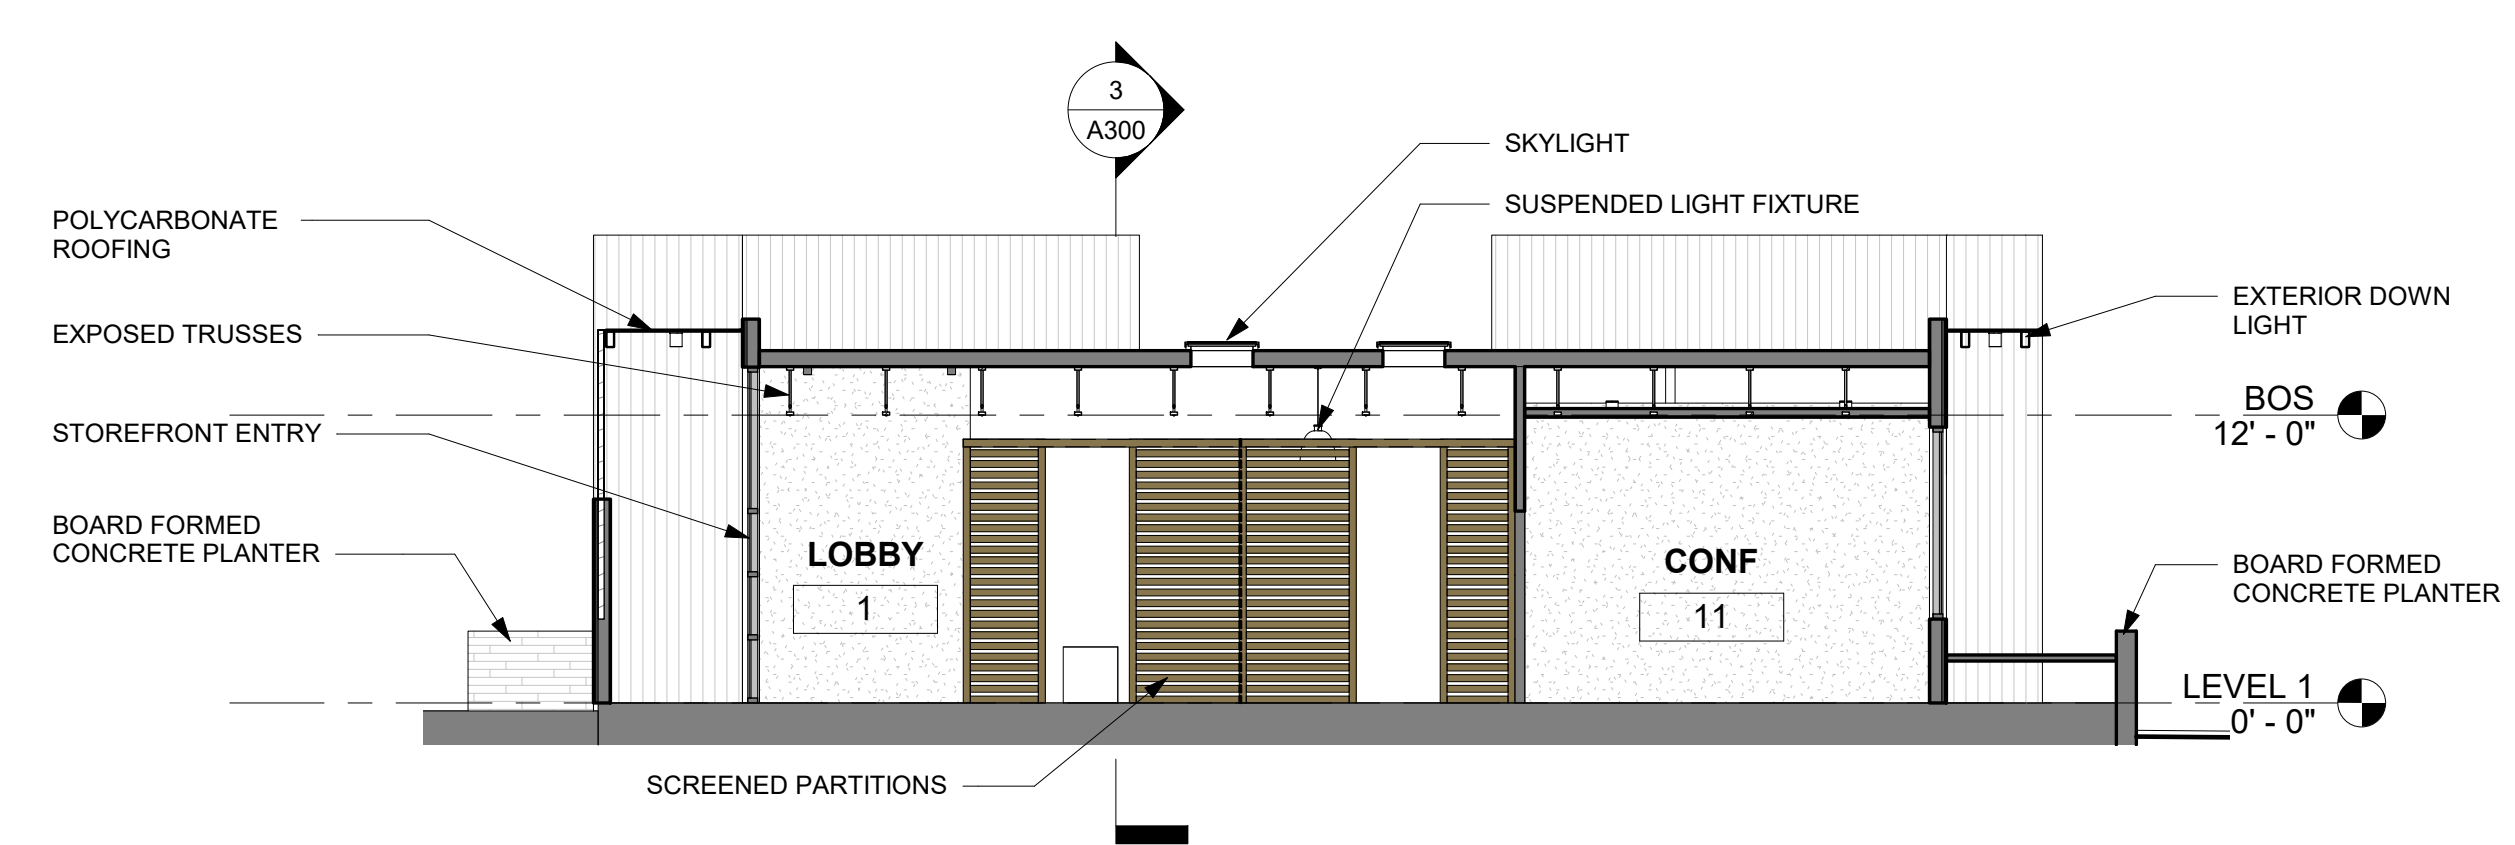 3
A300
SKYLIGHT
SUSPENDED LIGHT FIXTURE
POLYCARBONATE
ROOFING
EXTERIOR DOWN
LIGHT
EXPOSED TRUSSES
BOS
12' - 0"
STOREFRONT ENTRY
BOARD FORMED
CONCRETE PLANTER
LOBBY
1
CONF
11
BOARD FORMED
CONCRETE PLANTER
LEVEL 1
0' - 0"
SCREENED PARTITIONS